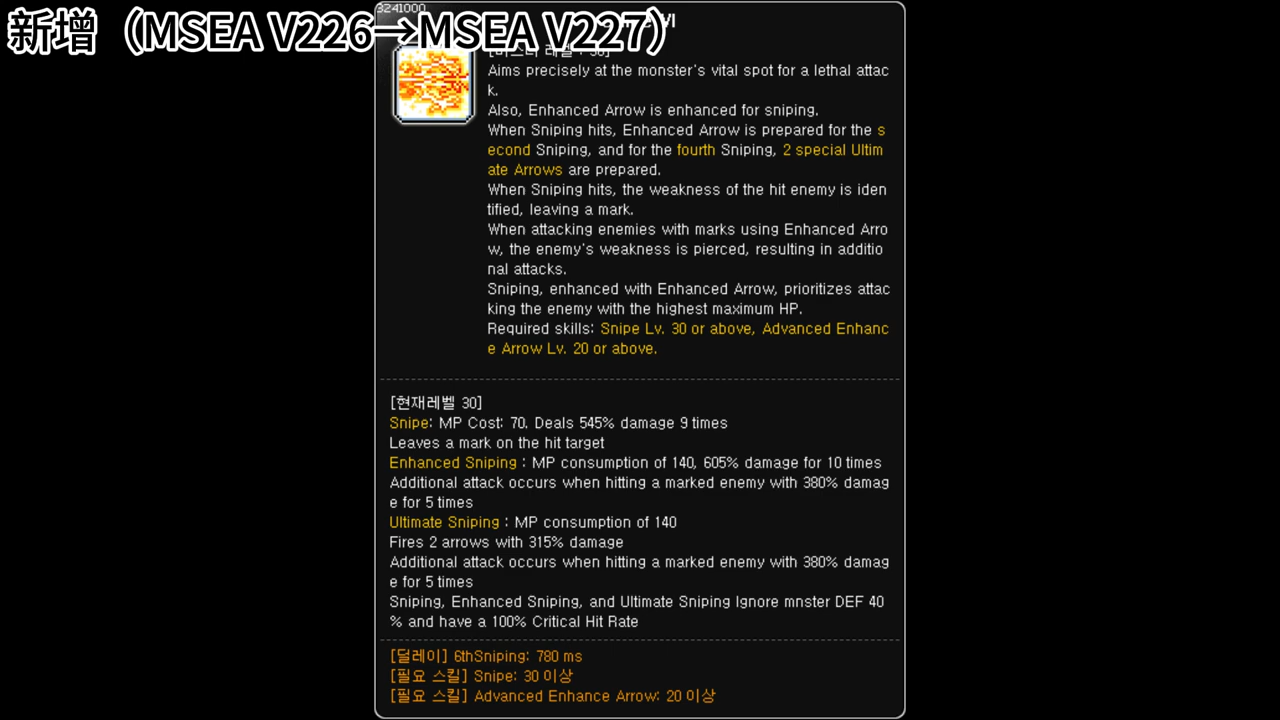 3241000
新增（MSEA V226→MSEA V227）
VI
Aims precisely at the monster's vital spot for a lethal attac
k.
Also, Enhanced Arrow is enhanced for sniping.
When Sniping hits, Enhanced Arrow is prepared for the s
econd Sniping, and for the fourth Sniping, 2 special Ultim
ate Arrows are prepared.
When Sniping hits, the weakness of the hit enemy is iden
tified, leaving a mark.
When attacking enemies with marks using Enhanced Arro
w, the enemy's weakness is pierced, resulting in additio
nal attacks.
Sniping, enhanced with Enhanced Arrow, prioritizes attac
king the enemy with the highest maximum HP.
Required skills: Snipe Lv. 30 or above, Advanced Enhanc
e Arrow Lv. 20 or above.
[현재레벨 30]
Snipe: MP Cost: 70. Deals 545% damage 9 times
Leaves a mark on the hit target
Enhanced Sniping : MP consumption of 140, 605% damage for 10 times
Additional attack occurs when hitting a marked enemy with 380% damag
e for 5 times
Ultimate Sniping : MP consumption of 140
Fires 2 arrows with 315% damage
Additional attack occurs when hitting a marked enemy with 380% damag
e for 5 times
Sniping, Enhanced Sniping, and Ultimate Sniping Ignore mnster DEF 40
% and have a 100% Critical Hit Rate
[딜레이] 6thSniping: 780 ms
[필요 스킬] Snipe: 30 이상
[필요 스킬] Advanced Enhance Arrow: 20 이상